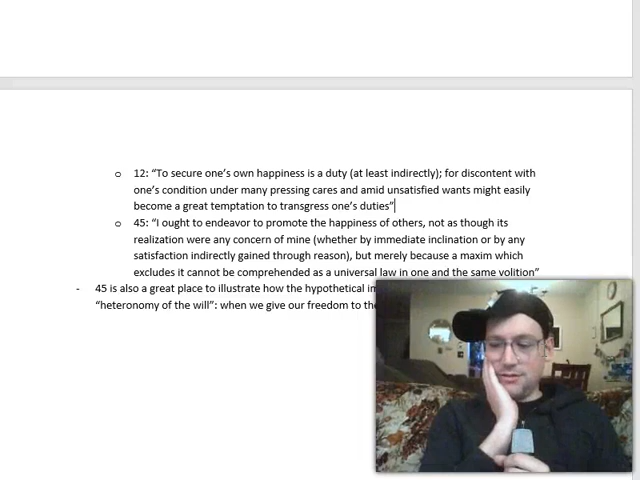 o 12: “To secure one’s own happiness is a duty (at least indirectly); for discontent with
one’s condition under many pressing cares and amid unsatisfied wants might easily
become a great temptation to transgress one’s duties”
o 45: “I ought to endeavor to promote the happiness of others, not as though its
realization were any concern of mine (whether by immediate inclination or by any
satisfaction indirectly gained through reason), but merely because a maxim which
excludes it cannot be comprehended as a universal law in one and the same volition”
- 45 is also a great place to illustrate how the hypothetical
“heteronomy of the will”: when we give our freedom to